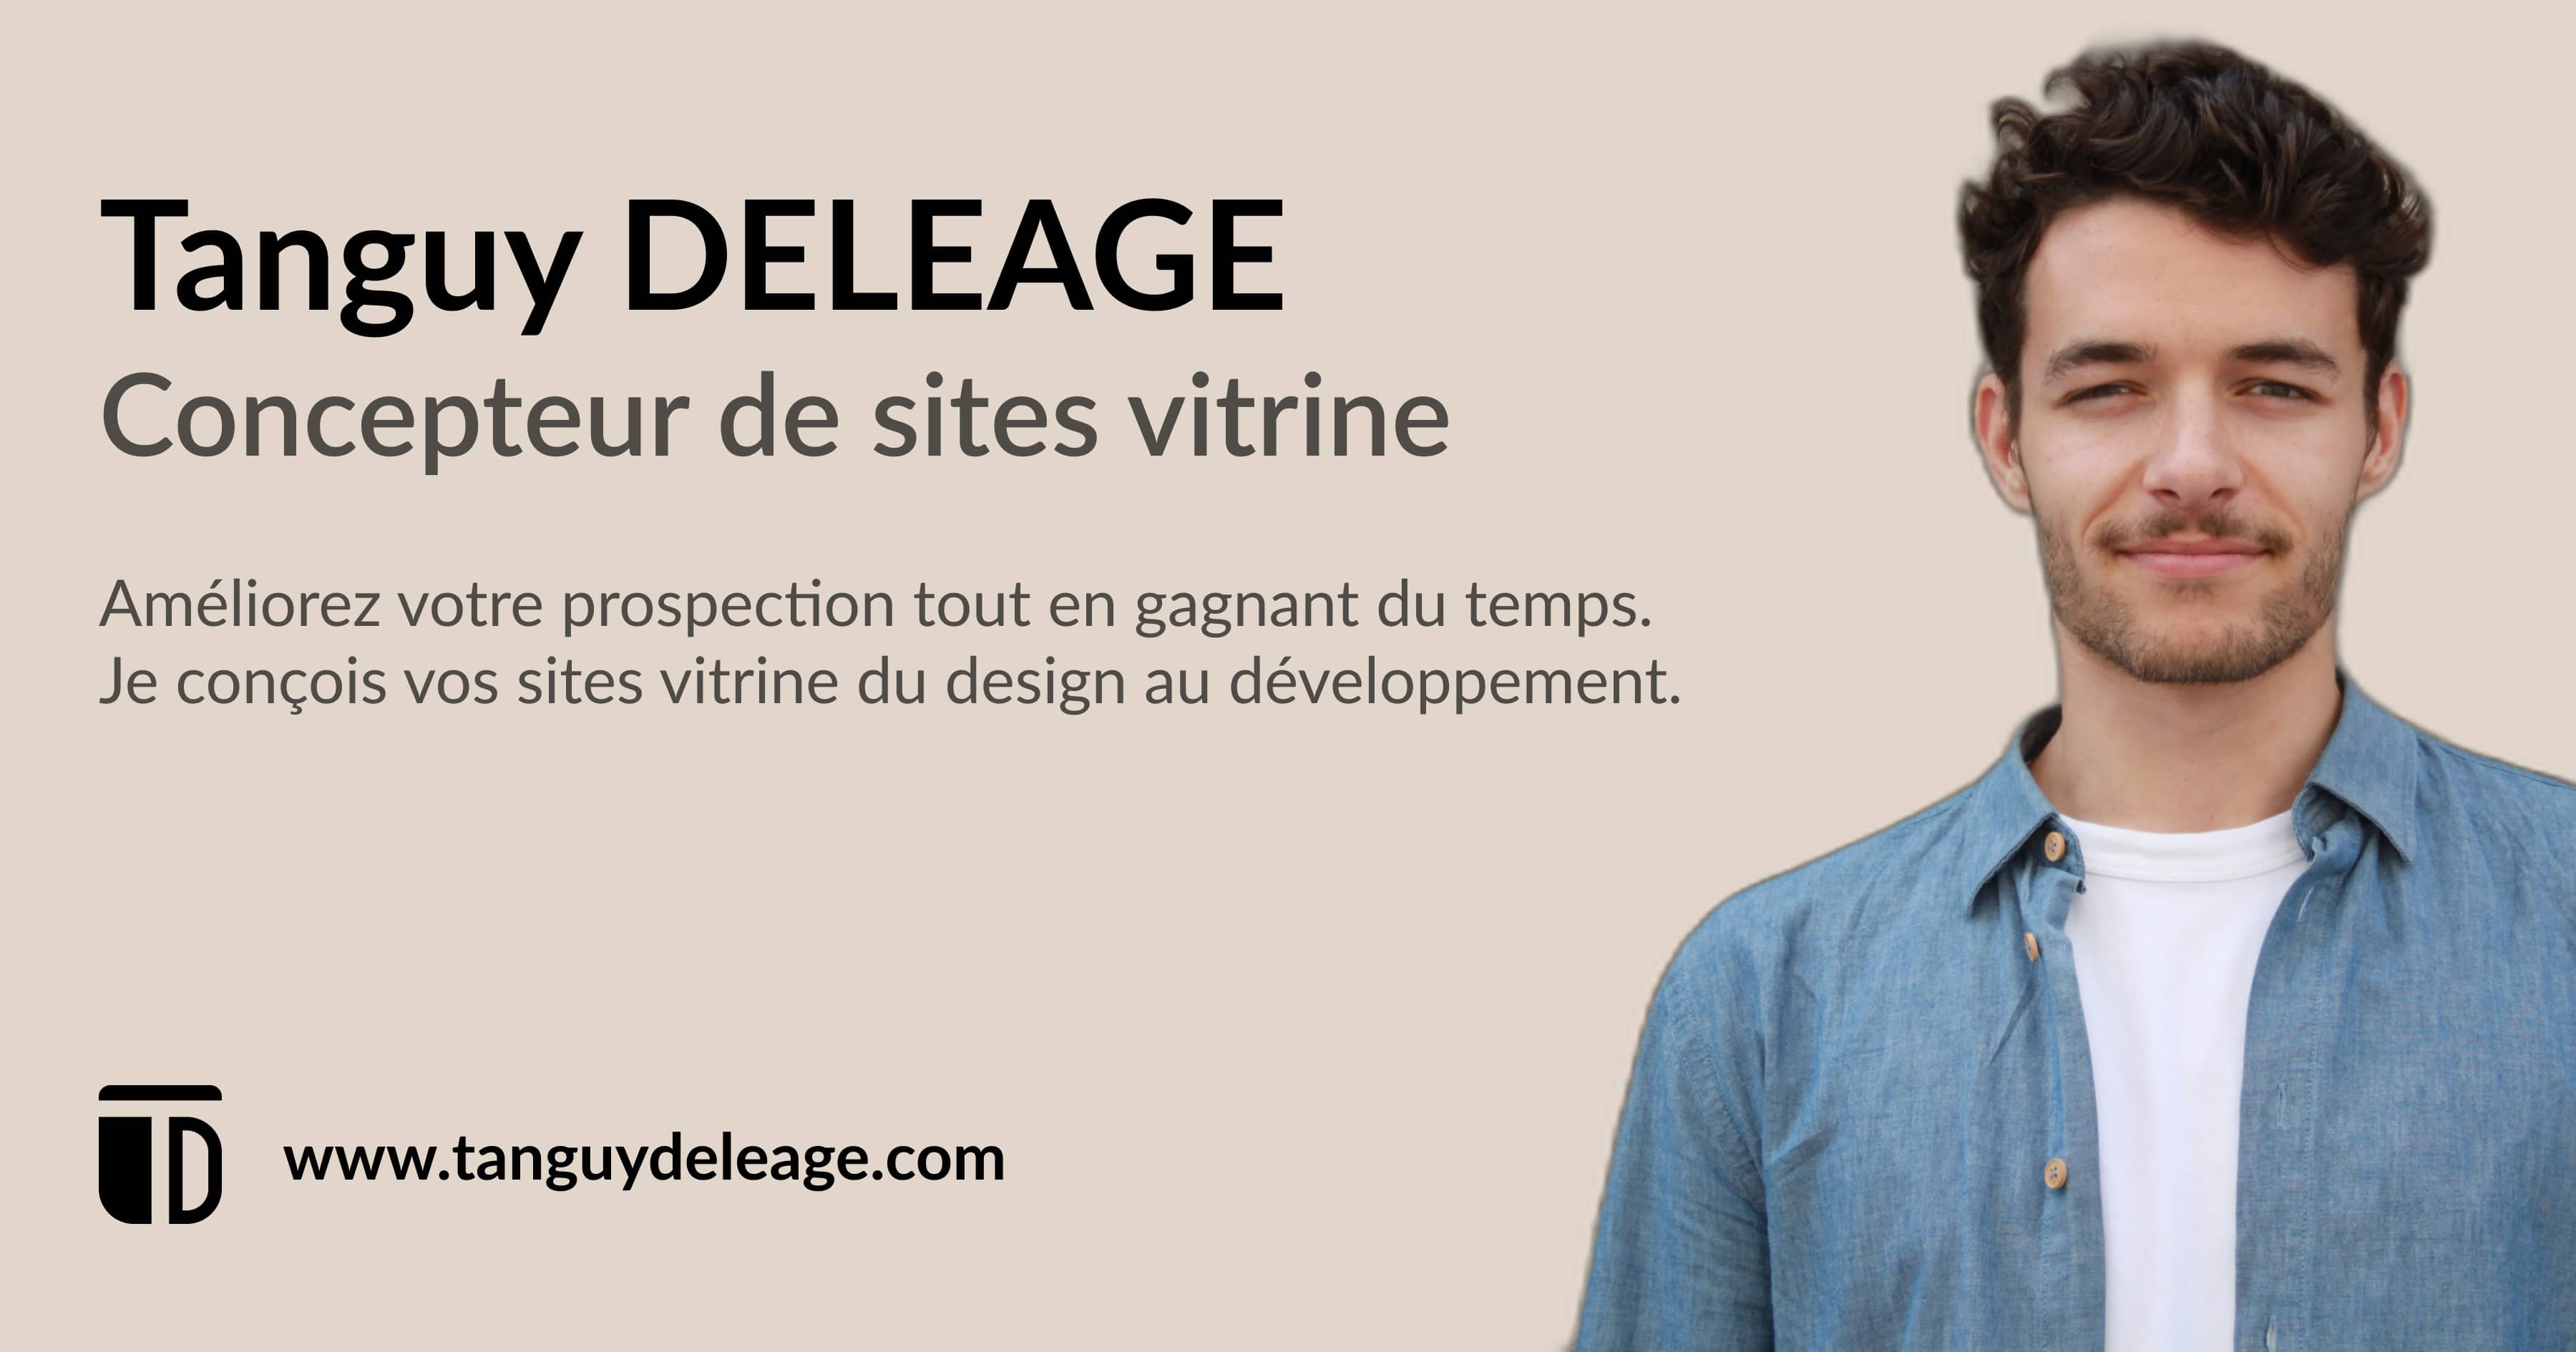 Tanguy DELEAGE
Concepteur de sites vitrine
Améliorez votre prospection tout en gagnant du temps.
Je conçois vos sites vitrine du design au développement.
TD
www.tanguydeleage.com